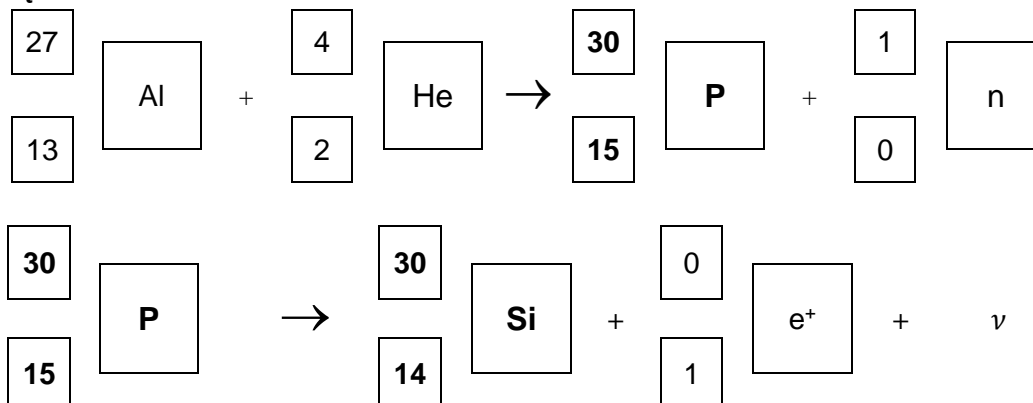 27 4 30 1
Al + He → P + n
13 2 15 0
30 30 0
P → Si + e⁺ + ν
15 14 1